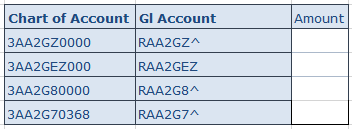 Chart of Account Gl Account Amount
3AA2GZ0000 RAA2GZ^
3AA2GEZ000 RAA2GEZ
3AA2G80000 RAA2G8^
3AA2G70368 RAA2G7^